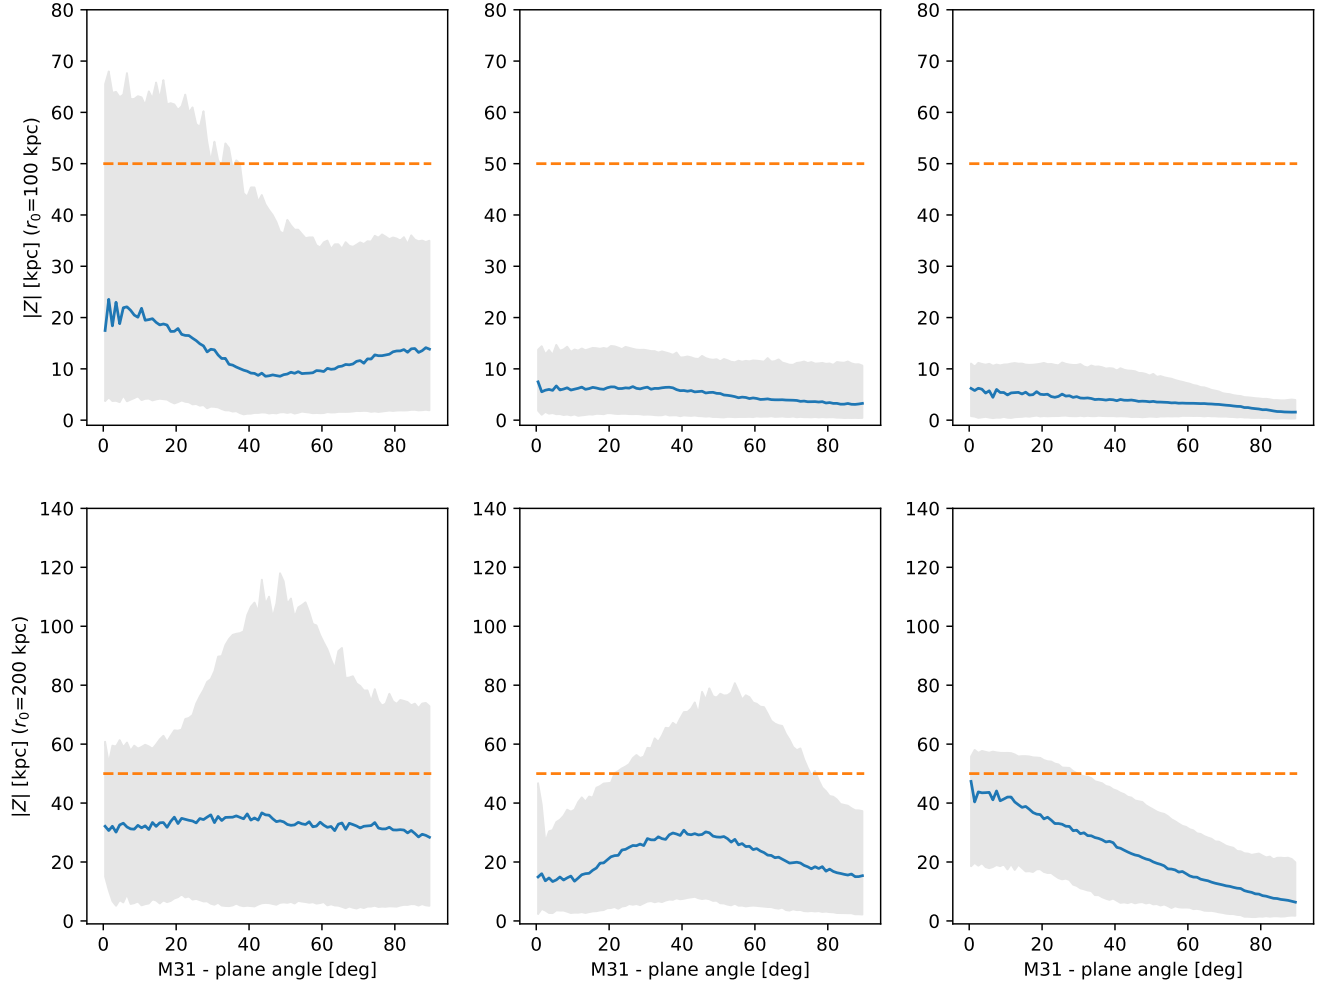 80 80 80
70 70 70
60 60 60
50 50 50
40 40 40
30 30 30
20 20 20
10 10 10
0 0 0
|Z| [kpc] (r₀=100 kpc)
0 20 40 60 80 0 20 40 60 80 0 20 40 60 80
140 140 140
120 120 120
100 100 100
80 80 80
60 60 60
40 40 40
20 20 20
0 0 0
|Z| [kpc] (r₀=200 kpc)
0 20 40 60 80 0 20 40 60 80 0 20 40 60 80
M31 - plane angle [deg] M31 - plane angle [deg] M31 - plane angle [deg]